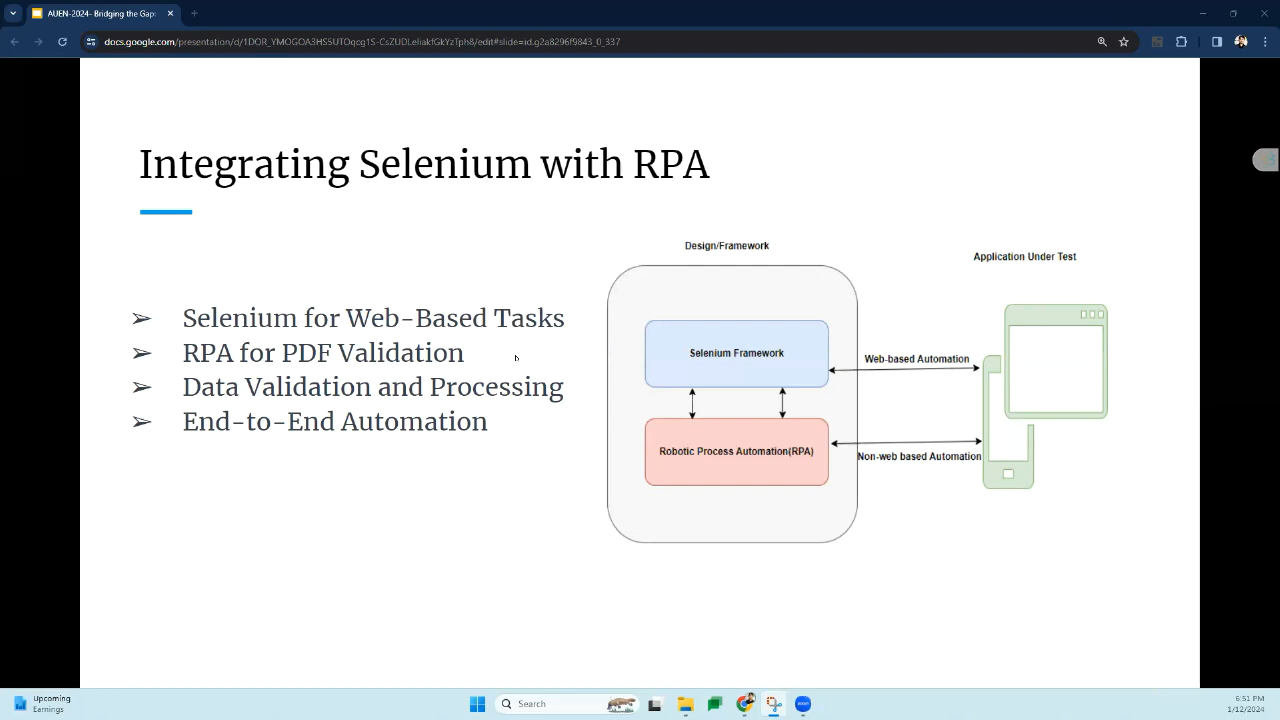 AUEN-2024- Bridging the Gap:
docs.google.com/presentation/d/1DOR_YMOGOA3HS5UTOqcg1S-CsZUDLeliakfGkYzTph8/edit#slide=id.g2a8296f9843_0_337
Integrating Selenium with RPA
➢ Selenium for Web-Based Tasks
➢ RPA for PDF Validation
➢ Data Validation and Processing
➢ End-to-End Automation
Design/Framework
Application Under Test
Selenium Framework
Web-based Automation
Robotic Process Automation(RPA)
Non-web based Automation
Upcoming
Earnings
Search
zoom
6:51 PM
1/12/2024